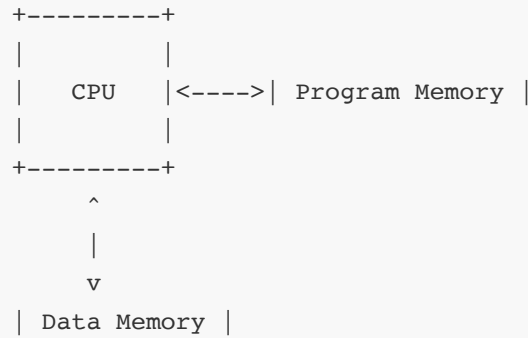 +---------+
|         |
|   CPU   |<---->| Program Memory |
|         |
+---------+
     ^
     |
     v
| Data Memory |